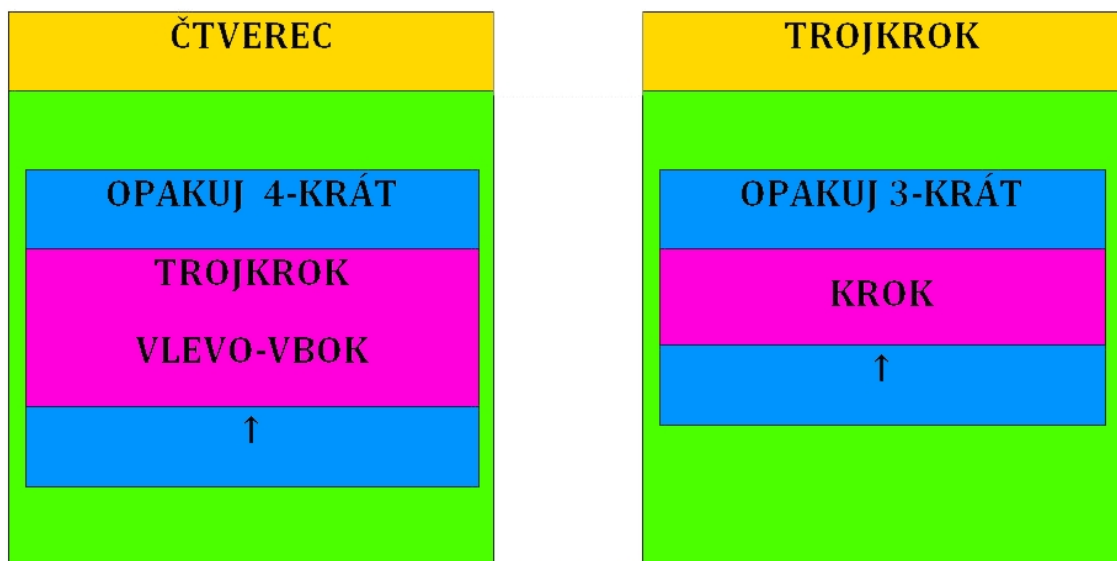 ČTVEREC
OPAKUJ 4-KRÁT
TROJKROK
VLEVO-VBOK
↑
TROJKROK
OPAKUJ 3-KRÁT
KROK
↑